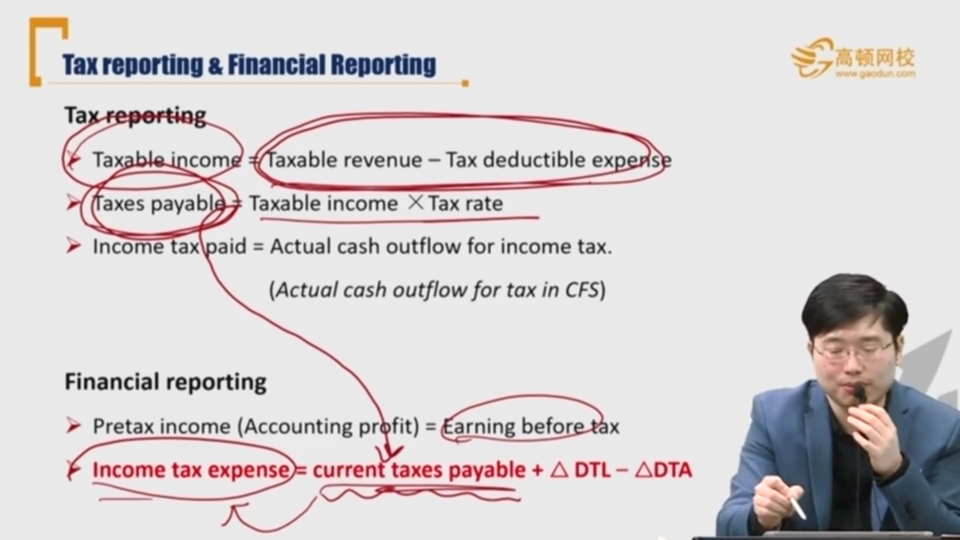 Tax reporting & Financial Reporting
高顿网校
www.gaodun.com
Tax reporting
Taxable income = Taxable revenue – Tax deductible expense
Taxes payable = Taxable income ×Tax rate
Income tax paid = Actual cash outflow for income tax.
(Actual cash outflow for tax in CFS)
Financial reporting
Pretax income (Accounting profit) = Earning before tax
Income tax expense = current taxes payable + △ DTL – △DTA